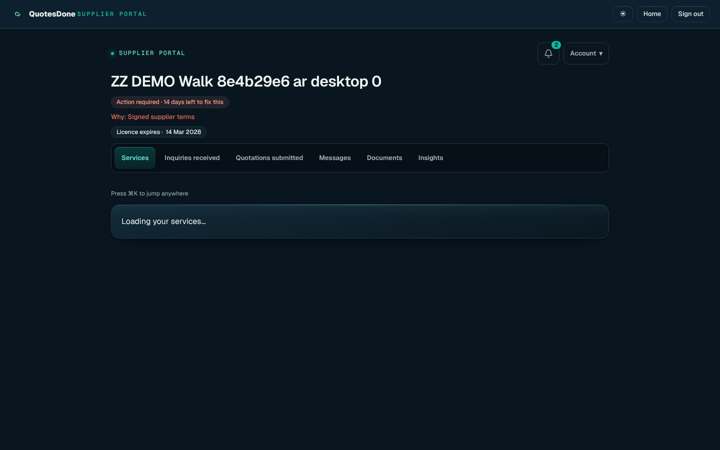 QuotesDone SUPPLIER PORTAL
Home
Sign out
SUPPLIER PORTAL
2
Account ▾
ZZ DEMO Walk 8e4b29e6 ar desktop 0
Action required · 14 days left to fix this
Why: Signed supplier terms
Licence expires · 14 Mar 2028
Services
Inquiries received
Quotations submitted
Messages
Documents
Insights
Press ⌘K to jump anywhere
Loading your services…